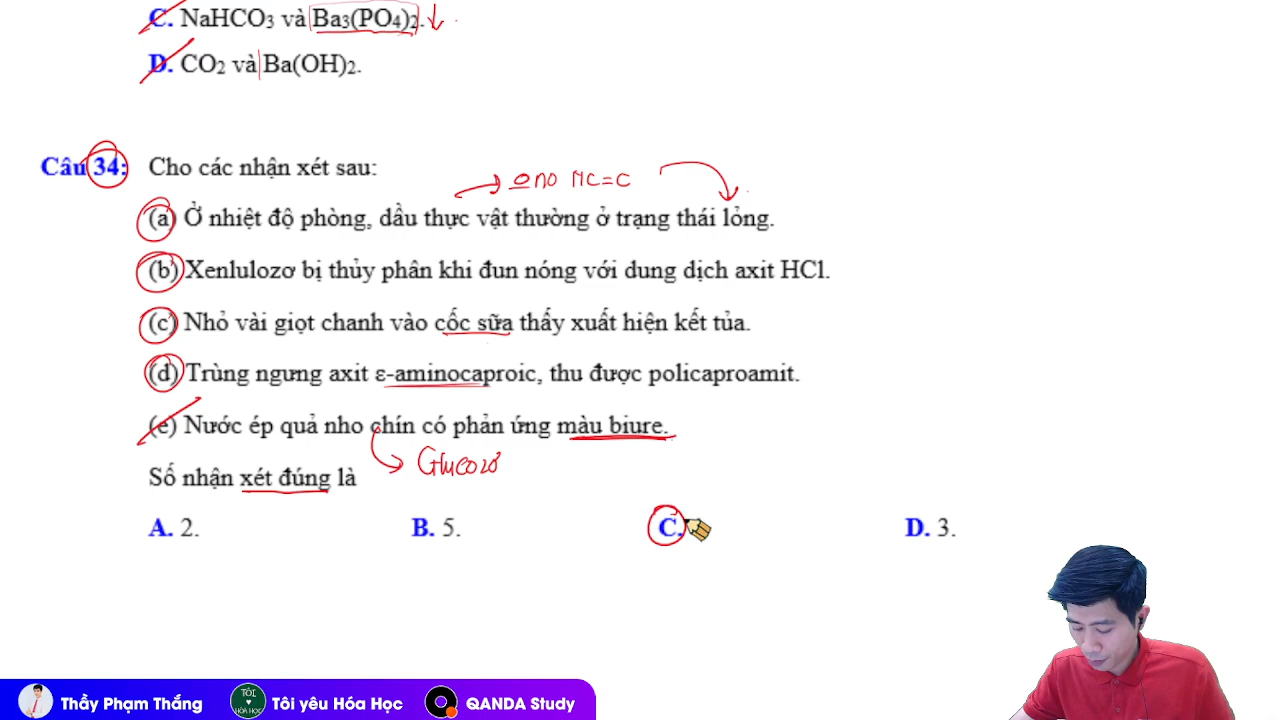 C. NaHCO3 và Ba3(PO4)2. ↓
D. CO2 và Ba(OH)2.
Câu 34: Cho các nhận xét sau:
→ ⊖no πC=C
(a) Ở nhiệt độ phòng, dầu thực vật thường ở trạng thái lỏng.
(b) Xenlulozơ bị thủy phân khi đun nóng với dung dịch axit HCl.
(c) Nhỏ vài giọt chanh vào cốc sữa thấy xuất hiện kết tủa.
(d) Trùng ngưng axit ε-aminocaproic, thu được policaproamit.
(e) Nước ép quả nho chín có phản ứng màu biure.
Glucozơ
Số nhận xét đúng là
A. 2. B. 5. C. D. 3.
Thầy Phạm Thắng TÔI ♥ HÓA HỌC Tôi yêu Hóa Học QANDA Study